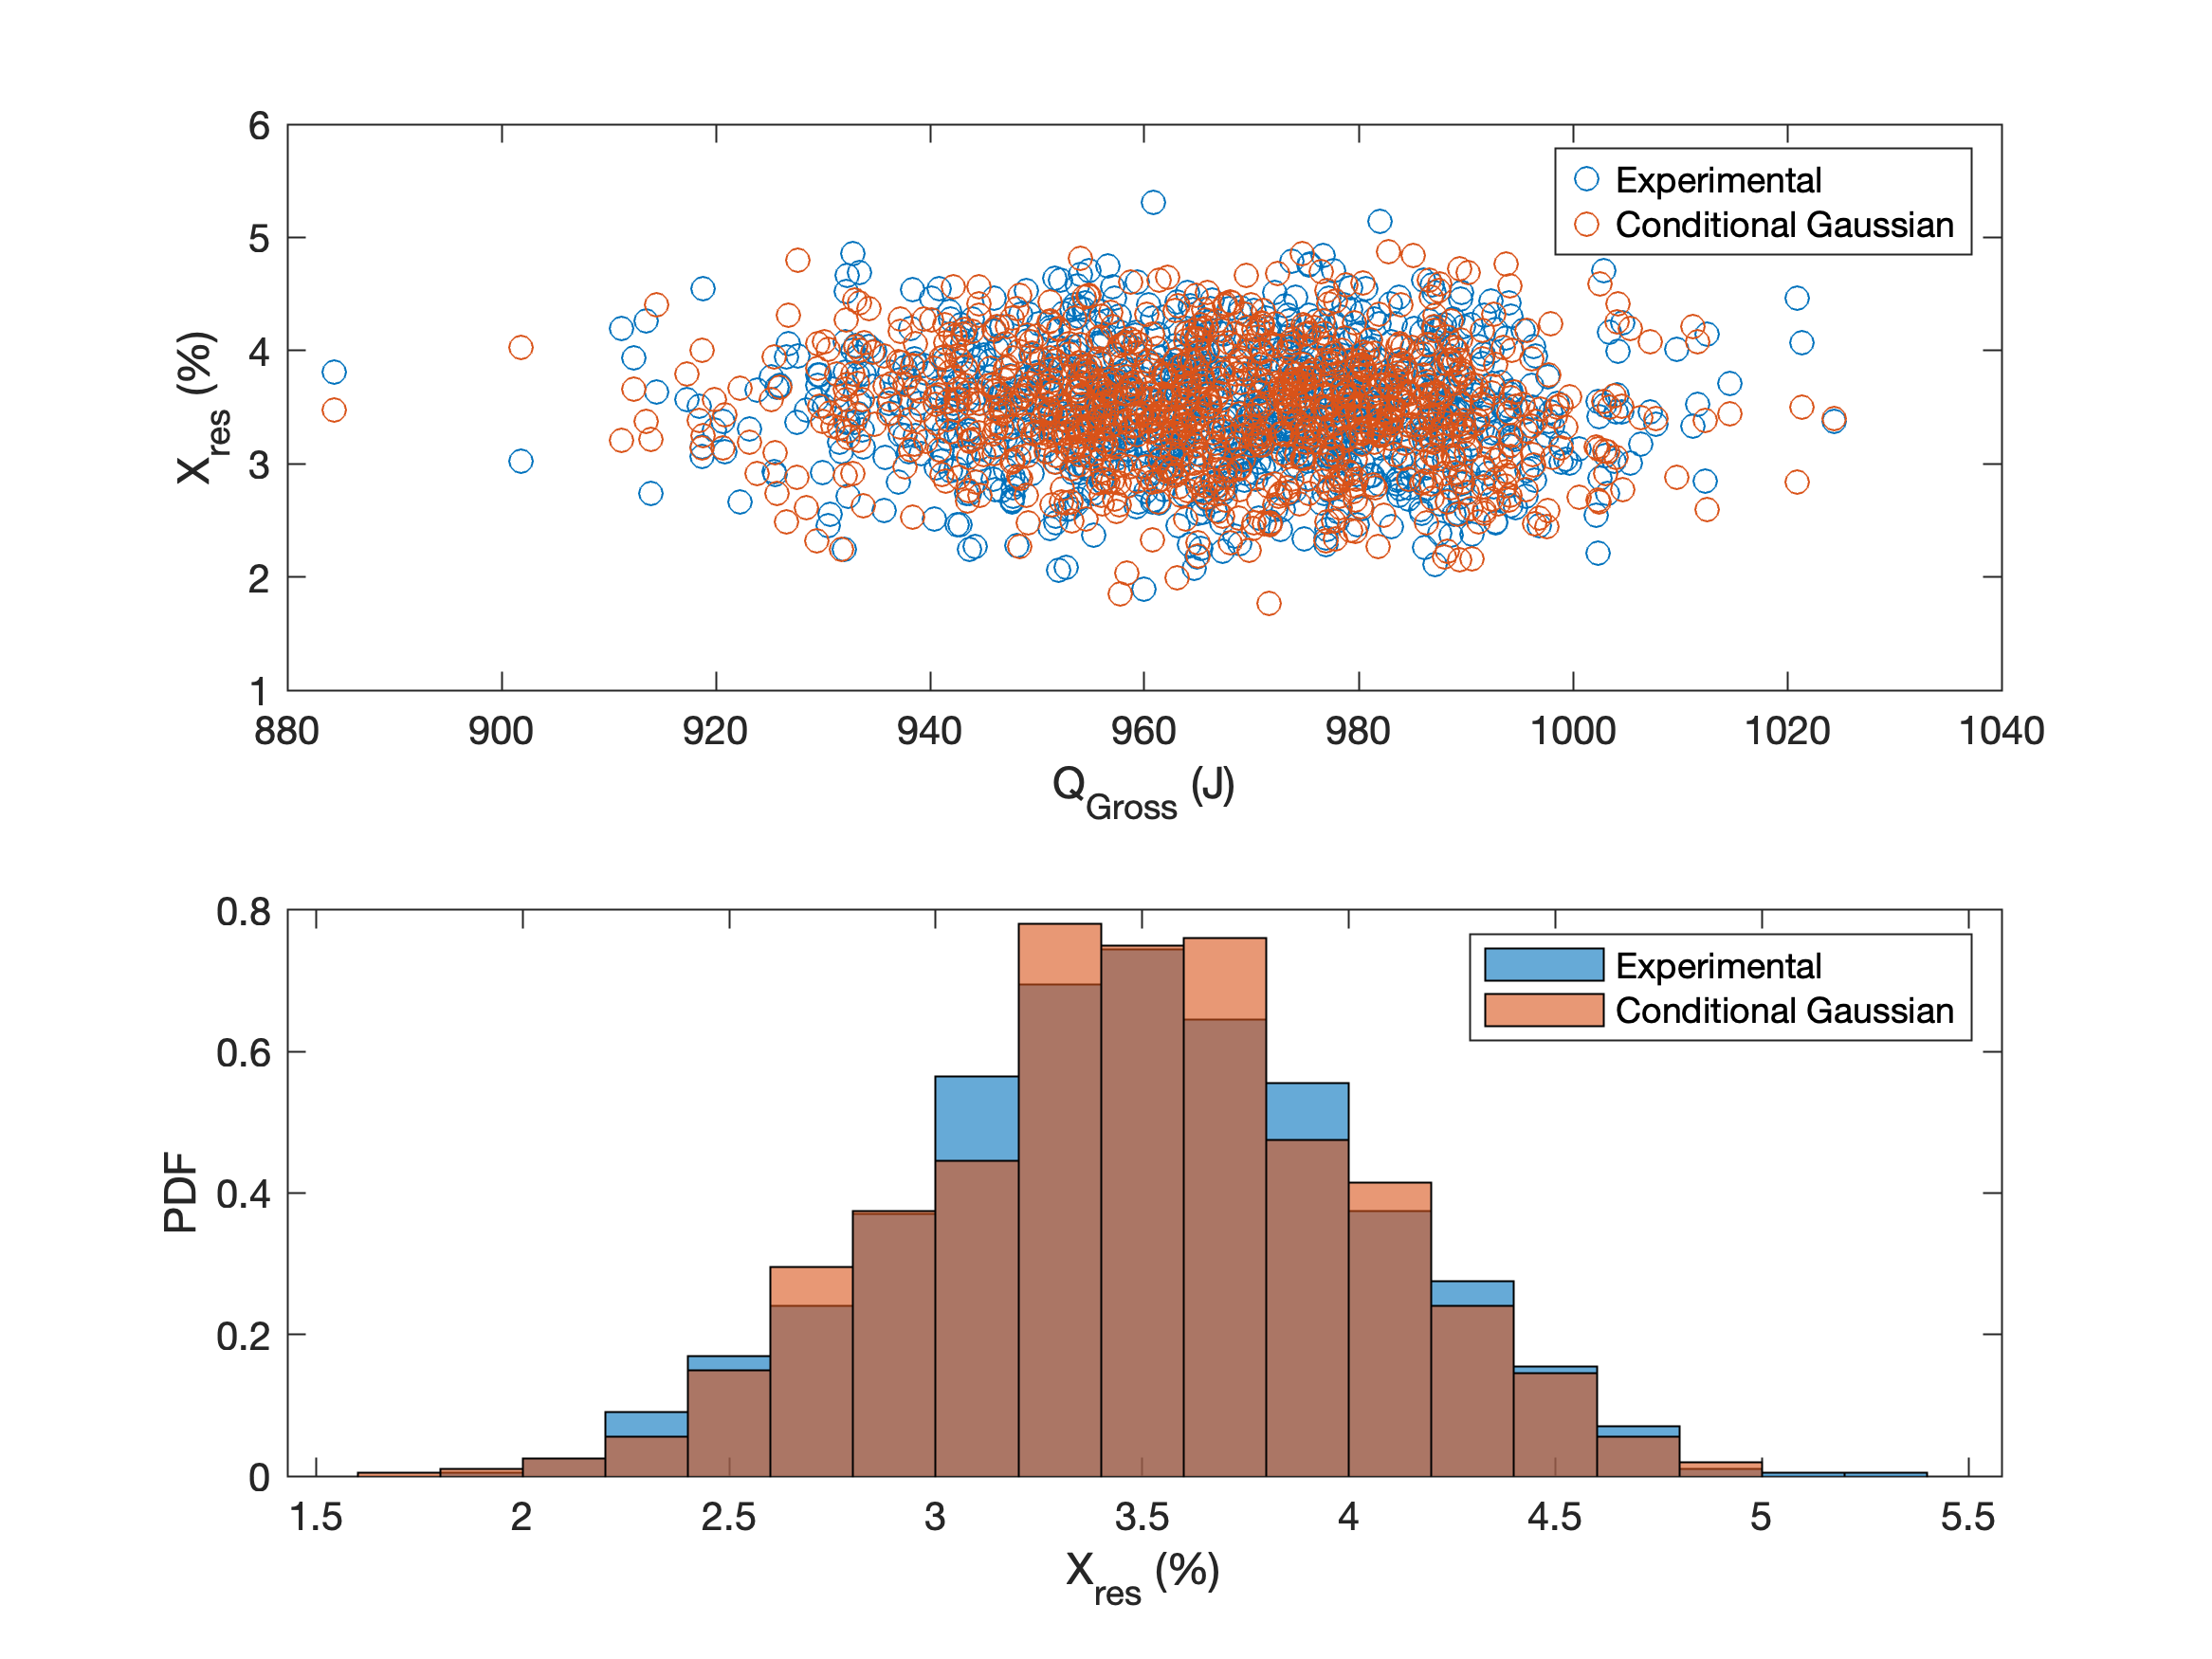 6
5
4
3
2
1
X_res (%)
Experimental
Conditional Gaussian
880 900 920 940 960 980 1000 1020 1040
Q_Gross (J)
0.8
0.6
0.4
0.2
0
PDF
Experimental
Conditional Gaussian
1.5 2 2.5 3 3.5 4 4.5 5 5.5
X_res (%)